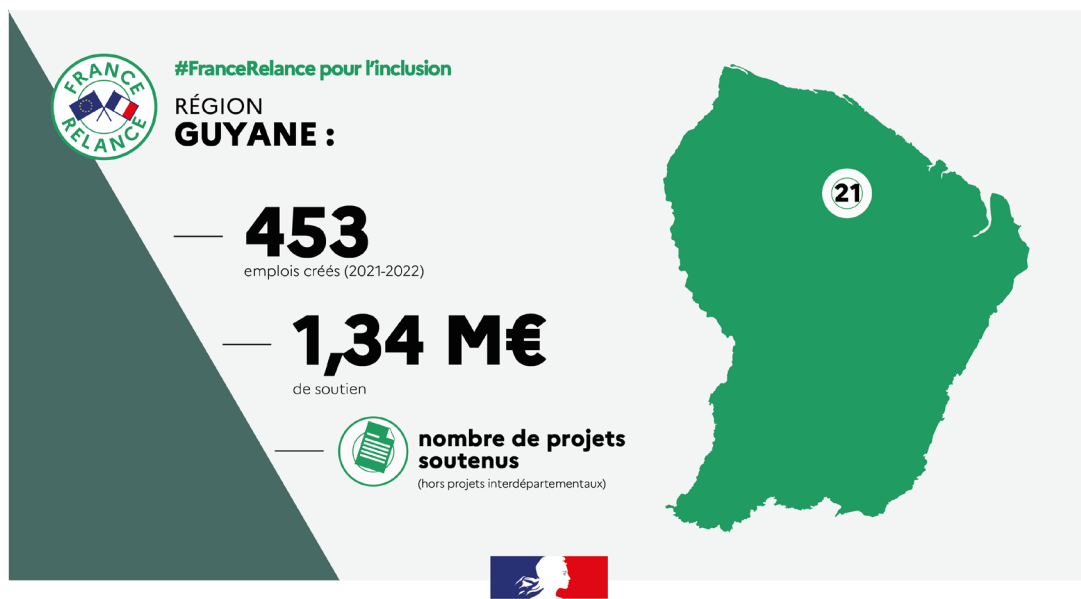 FRANCE
RELANCE
#FranceRelance pour l'inclusion
RÉGION
GUYANE :
453
emplois créés (2021-2022)
1,34 M€
de soutien
nombre de projets
soutenus
(hors projets interdépartementaux)
21